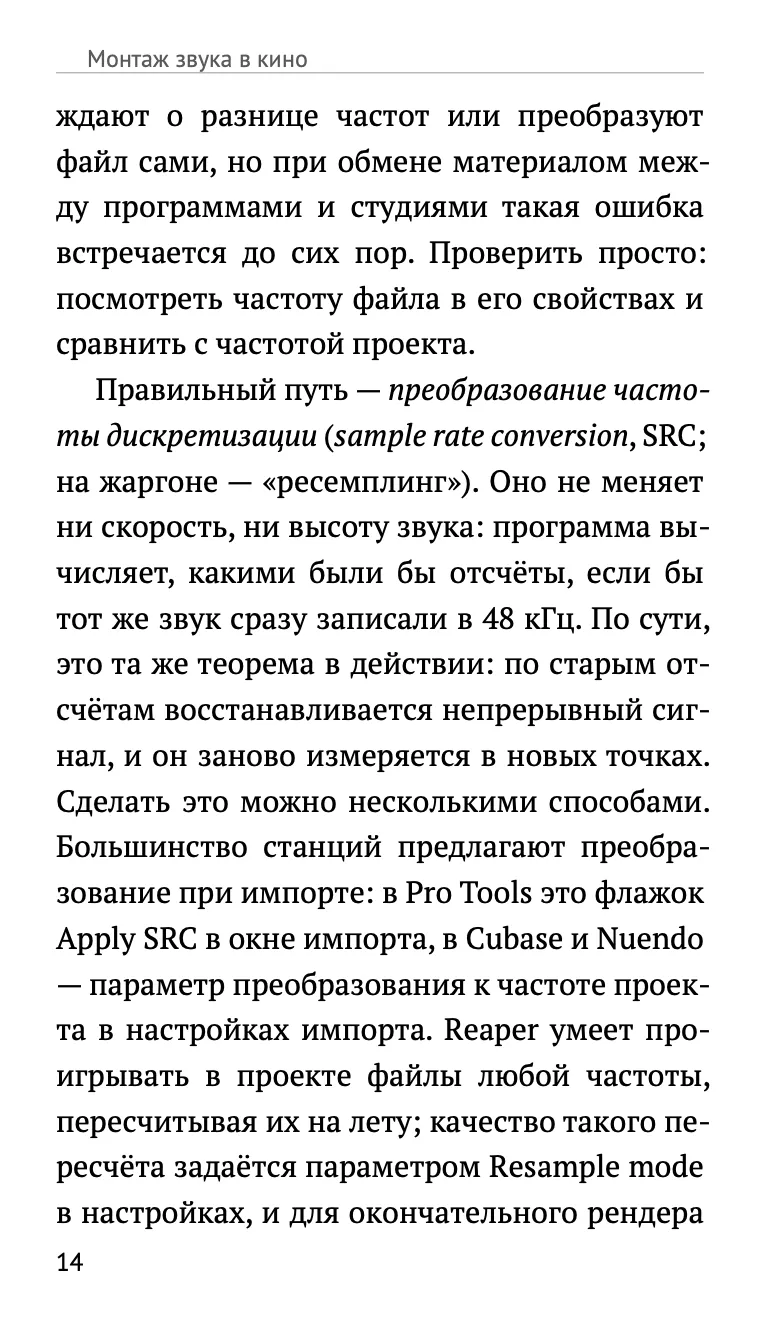 Монтаж звука в кино
ждают о разнице частот или преобразуют
файл сами, но при обмене материалом меж-
ду программами и студиями такая ошибка
встречается до сих пор. Проверить просто:
посмотреть частоту файла в его свойствах и
сравнить с частотой проекта.
Правильный путь — преобразование часто-
ты дискретизации (sample rate conversion, SRC;
на жаргоне — «ресемплинг»). Оно не меняет
ни скорость, ни высоту звука: программа вы-
числяет, какими были бы отсчёты, если бы
тот же звук сразу записали в 48 кГц. По сути,
это та же теорема в действии: по старым от-
счётам восстанавливается непрерывный сиг-
нал, и он заново измеряется в новых точках.
Сделать это можно несколькими способами.
Большинство станций предлагают преобра-
зование при импорте: в Pro Tools это флажок
Apply SRC в окне импорта, в Cubase и Nuendo
— параметр преобразования к частоте проек-
та в настройках импорта. Reaper умеет про-
игрывать в проекте файлы любой частоты,
пересчитывая их на лету; качество такого пе-
ресчёта задаётся параметром Resample mode
в настройках, и для окончательного рендера
14